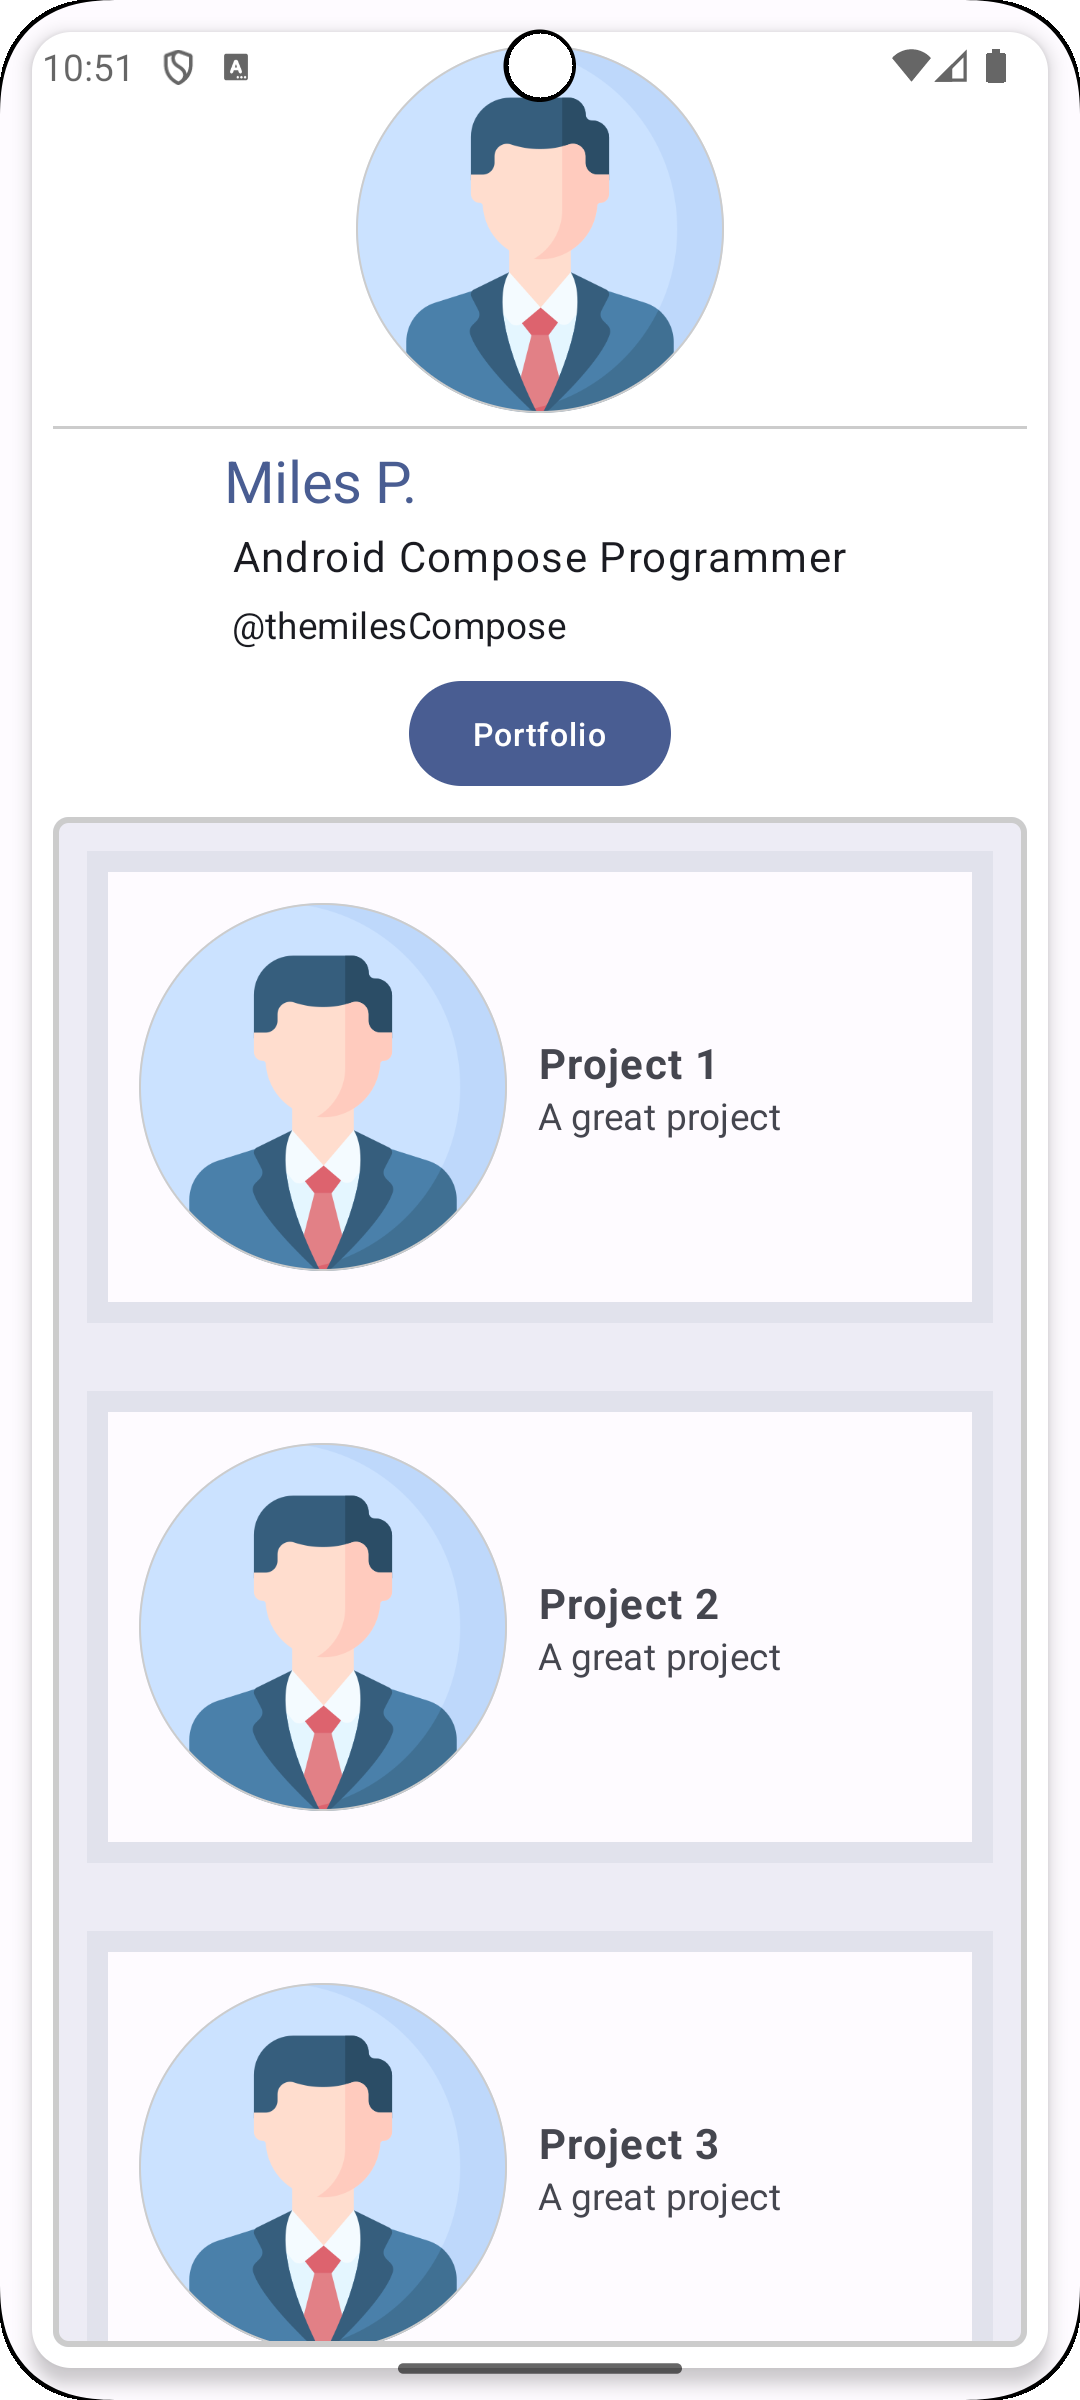 10:51
A
Miles P.
Android Compose Programmer
@themilesCompose
Portfolio
Project 1
A great project
Project 2
A great project
Project 3
A great project